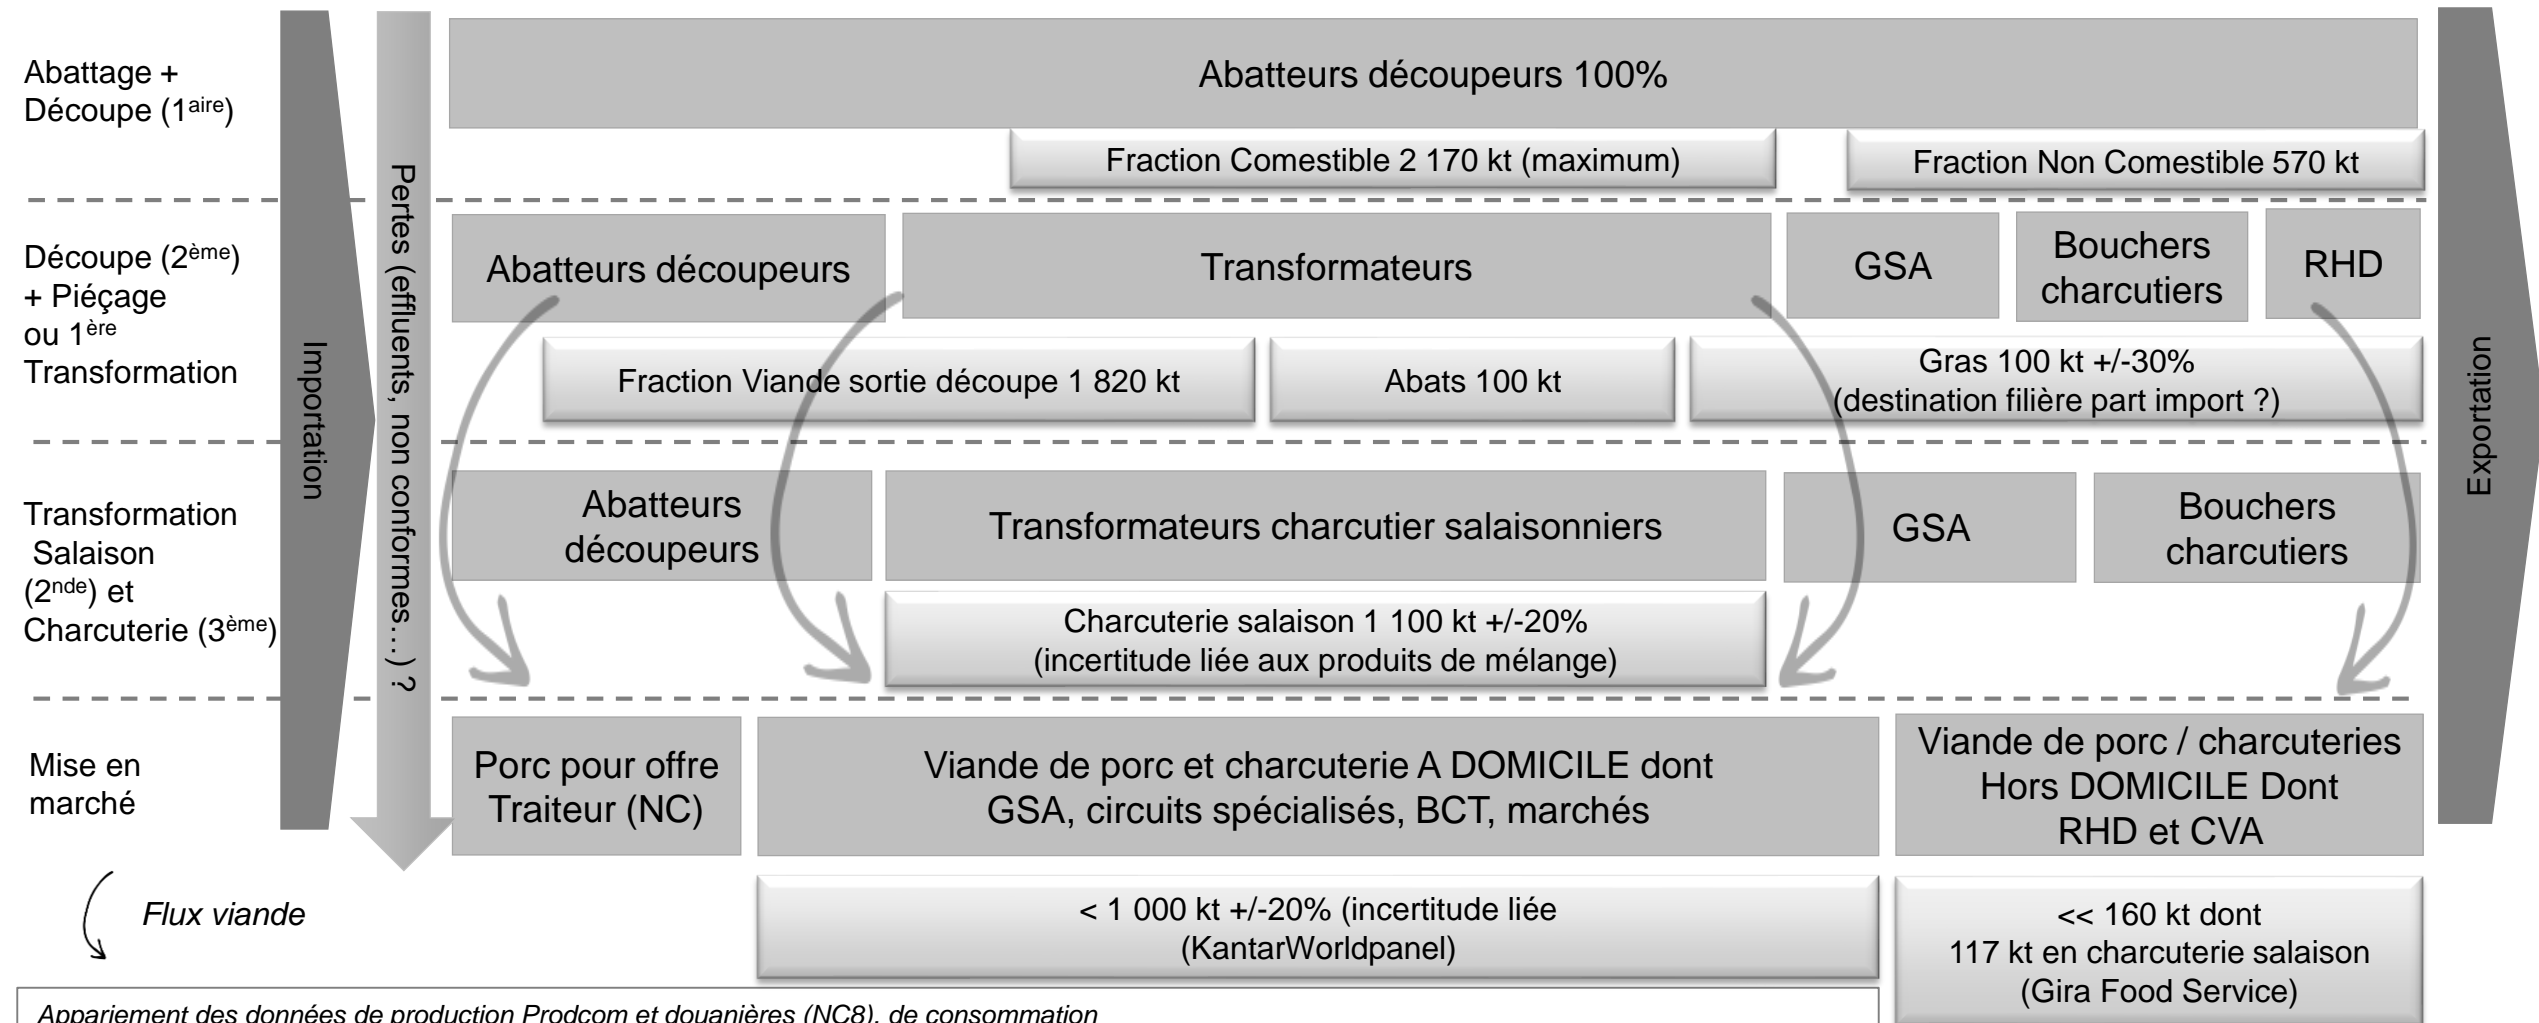 Abattage +
Découpe (1aire)
Abatteurs découpeurs 100%
Fraction Comestible 2 170 kt (maximum)
Fraction Non Comestible 570 kt
Importation
Pertes (effluents, non conformes…) ?
Exportation
Découpe (2ème)
+ Piéçage
ou 1ère
Transformation
Abatteurs découpeurs
Transformateurs
GSA
Bouchers
charcutiers
RHD
Fraction Viande sortie découpe 1 820 kt
Abats 100 kt
Gras 100 kt +/-30%
(destination filière part import ?)
Transformation
Salaison
(2nde) et
Charcuterie (3ème)
Abatteurs
découpeurs
Transformateurs charcutier salaisonniers
GSA
Bouchers
charcutiers
Charcuterie salaison 1 100 kt +/-20%
(incertitude liée aux produits de mélange)
Mise en
marché
Porc pour offre
Traiteur (NC)
Viande de porc et charcuterie A DOMICILE dont
GSA, circuits spécialisés, BCT, marchés
Viande de porc / charcuteries
Hors DOMICILE Dont
RHD et CVA
Flux viande
< 1 000 kt +/-20% (incertitude liée
(KantarWorldpanel)
<< 160 kt dont
117 kt en charcuterie salaison
(Gira Food Service)
Appariement des données de production Prodcom et douanières (NC8), de consommation